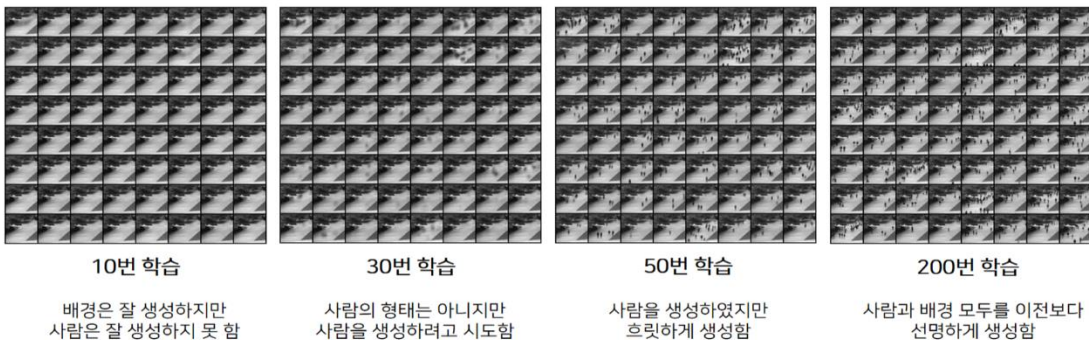 10번 학습
30번 학습
50번 학습
200번 학습
배경은 잘 생성하지만
사람은 잘 생성하지 못 함
사람의 형태는 아니지만
사람을 생성하려고 시도함
사람을 생성하였지만
흐릿하게 생성함
사람과 배경 모두를 이전보다
선명하게 생성함